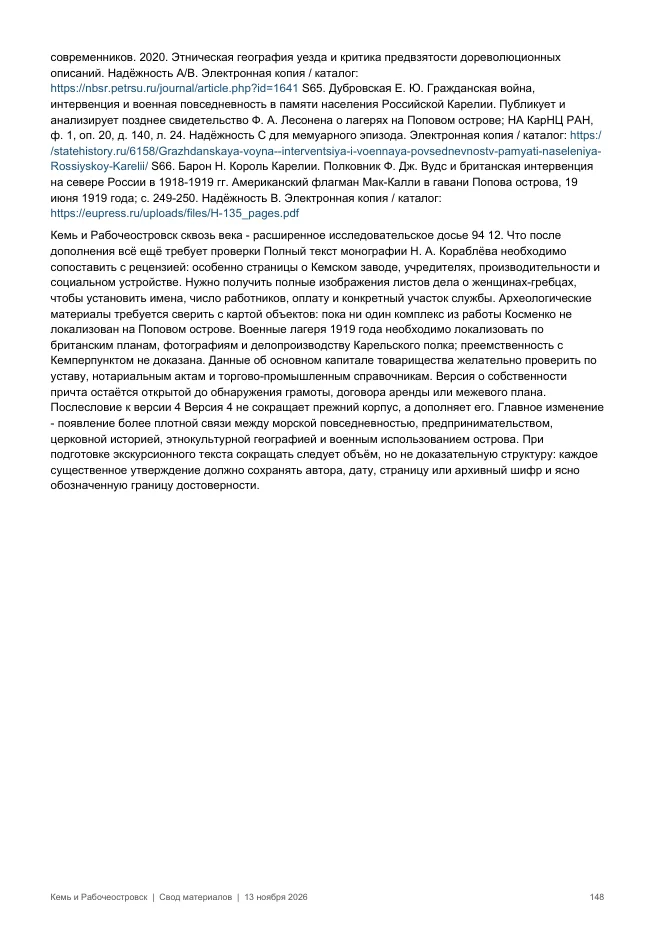 современников. 2020. Этническая география уезда и критика предвзятости дореволюционных
описаний. Надёжность A/B. Электронная копия / каталог:
https://nbsr.petrsu.ru/journal/article.php?id=1641 S65. Дубровская Е. Ю. Гражданская война,
интервенция и военная повседневность в памяти населения Российской Карелии. Публикует и
анализирует позднее свидетельство Ф. А. Лесонена о лагерях на Поповом острове; НА КарНЦ РАН,
ф. 1, оп. 20, д. 140, л. 24. Надёжность C для мемуарного эпизода. Электронная копия / каталог: https:/
/statehistory.ru/6158/Grazhdanskaya-voyna--interventsiya-i-voennaya-povsednevnostv-pamyati-naseleniya-
Rossiyskoy-Karelii/ S66. Барон Н. Король Карелии. Полковник Ф. Дж. Вудс и британская интервенция
на севере России в 1918-1919 гг. Американский флагман Мак-Калли в гавани Попова острова, 19
июня 1919 года; с. 249-250. Надёжность B. Электронная копия / каталог:
https://eupress.ru/uploads/files/H-135_pages.pdf
Кемь и Рабочеостровск сквозь века - расширенное исследовательское досье 94 12. Что после
дополнения всё ещё требует проверки Полный текст монографии Н. А. Кораблёва необходимо
сопоставить с рецензией: особенно страницы о Кемском заводе, учредителях, производительности и
социальном устройстве. Нужно получить полные изображения листов дела о женщинах-гребцах,
чтобы установить имена, число работников, оплату и конкретный участок службы. Археологические
материалы требуется сверить с картой объектов: пока ни один комплекс из работы Косменко не
локализован на Поповом острове. Военные лагеря 1919 года необходимо локализовать по
британским планам, фотографиям и делопроизводству Карельского полка; преемственность с
Кемперпунктом не доказана. Данные об основном капитале товарищества желательно проверить по
уставу, нотариальным актам и торгово-промышленным справочникам. Версия о собственности
причта остаётся открытой до обнаружения грамоты, договора аренды или межевого плана.
Послесловие к версии 4 Версия 4 не сокращает прежний корпус, а дополняет его. Главное изменение
- появление более плотной связи между морской повседневностью, предпринимательством,
церковной историей, этнокультурной географией и военным использованием острова. При
подготовке экскурсионного текста сокращать следует объём, но не доказательную структуру: каждое
существенное утверждение должно сохранять автора, дату, страницу или архивный шифр и ясно
обозначенную границу достоверности.
Кемь и Рабочеостровск | Свод материалов | 13 ноября 2026
148